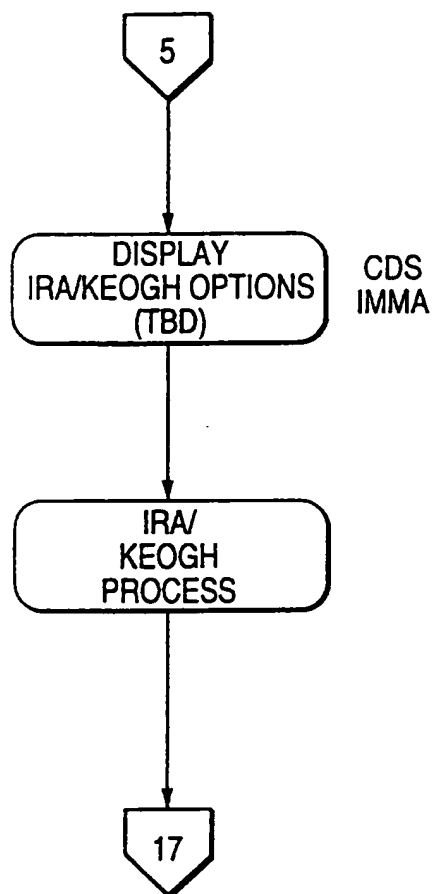 5
DISPLAY
IRA/KEOGH OPTIONS
(TBD)
CDS
IMMA
IRA/
KEOGH
PROCESS
17